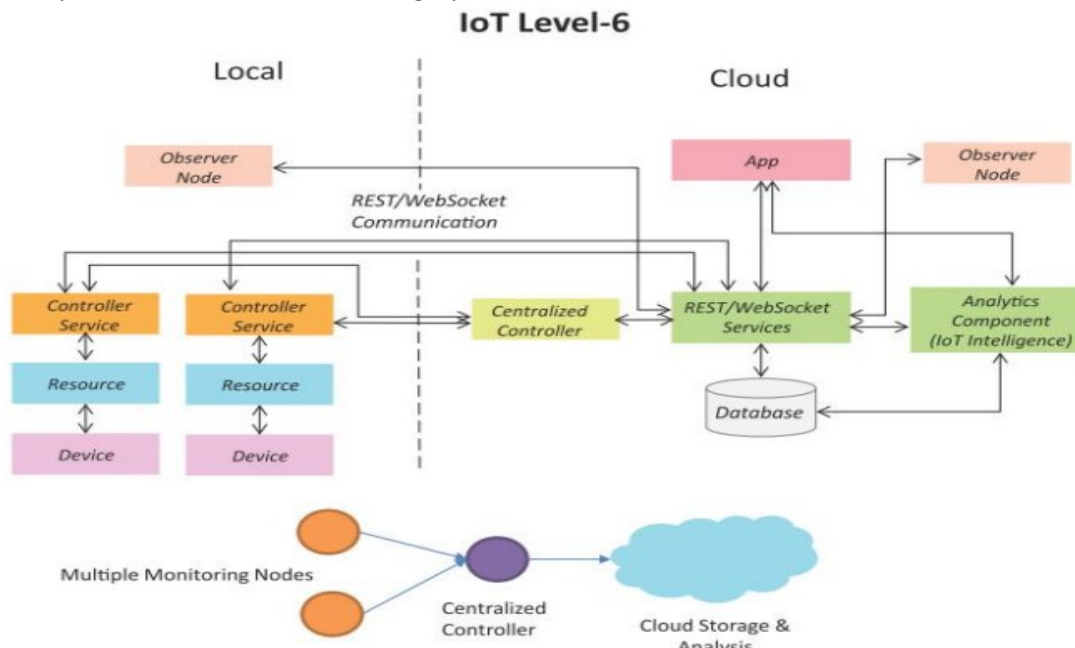 IoT Level-6
Local
Cloud
Observer
Node
App
Observer
Node
REST/WebSocket
Communication
Controller
Service
Controller
Service
Centralized
Controller
REST/WebSocket
Services
Analytics
Component
(IoT Intelligence)
Resource
Resource
Database
Device
Device
Multiple Monitoring Nodes
Centralized
Controller
Cloud Storage &
Analysis